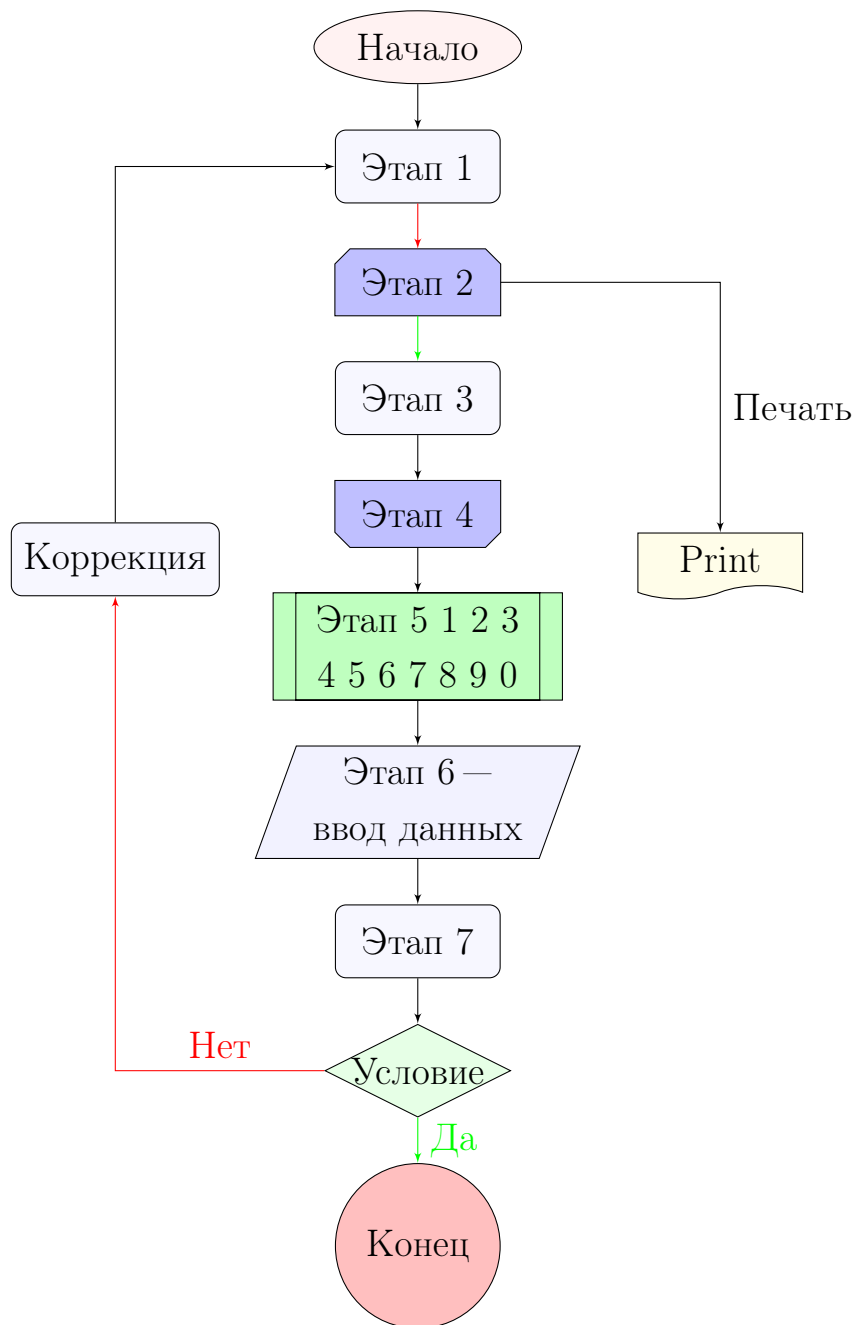 Начало
Этап 1
Этап 2
Этап 3
Печать
Этап 4
Коррекция
Print
Этап 5 1 2 3
4 5 6 7 8 9 0
Этап 6 —
ввод данных
Этап 7
Нет
Условие
Да
Конец